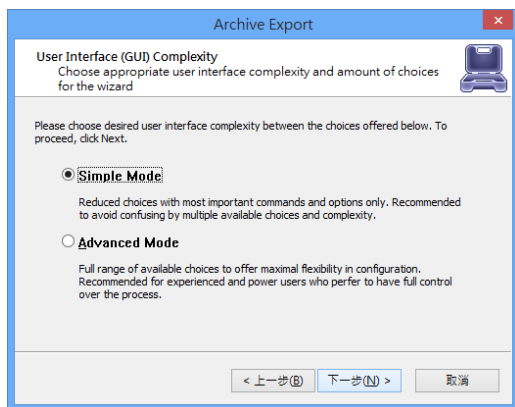 Archive Export
User Interface (GUI) Complexity
Choose appropriate user interface complexity and amount of choices
for the wizard
Please choose desired user interface complexity between the choices offered below. To
proceed, click Next.
Simple Mode
Reduced choices with most important commands and options only. Recommended
to avoid confusing by multiple available choices and complexity.
Advanced Mode
Full range of available choices to offer maximal flexibility in configuration.
Recommended for experienced and power users who perfer to have full control
over the process.
< 上一步(B) 下一步(N) > 取消